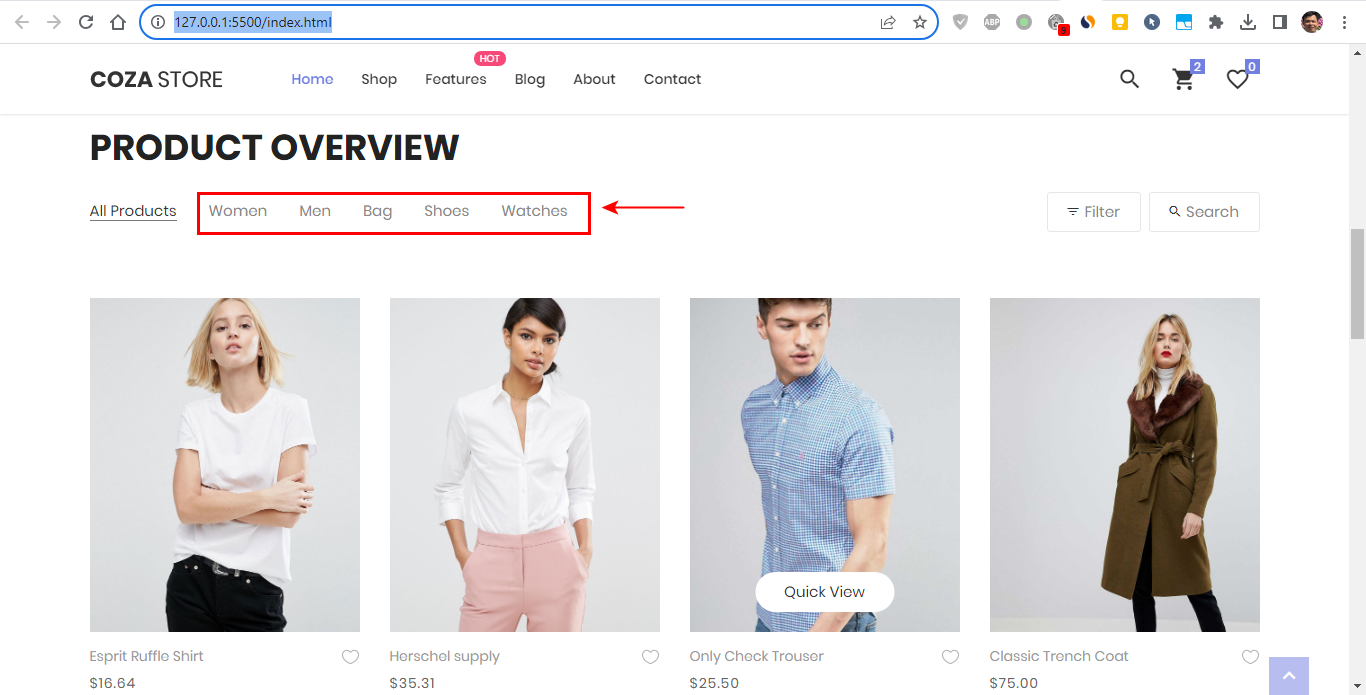 127.0.0.1:5500/index.html
ABP
9
COZA STORE
Home
Shop
Features
HOT
Blog
About
Contact
2
0
PRODUCT OVERVIEW
All Products
Women
Men
Bag
Shoes
Watches
Filter
Search
Quick View
Esprit Ruffle Shirt
Herschel supply
Only Check Trouser
Classic Trench Coat
$16.64
$35.31
$25.50
$75.00